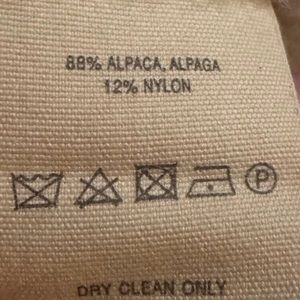 88% ALPACA, ALPAGA
12% NYLON
P
DRY CLEAN ONLY